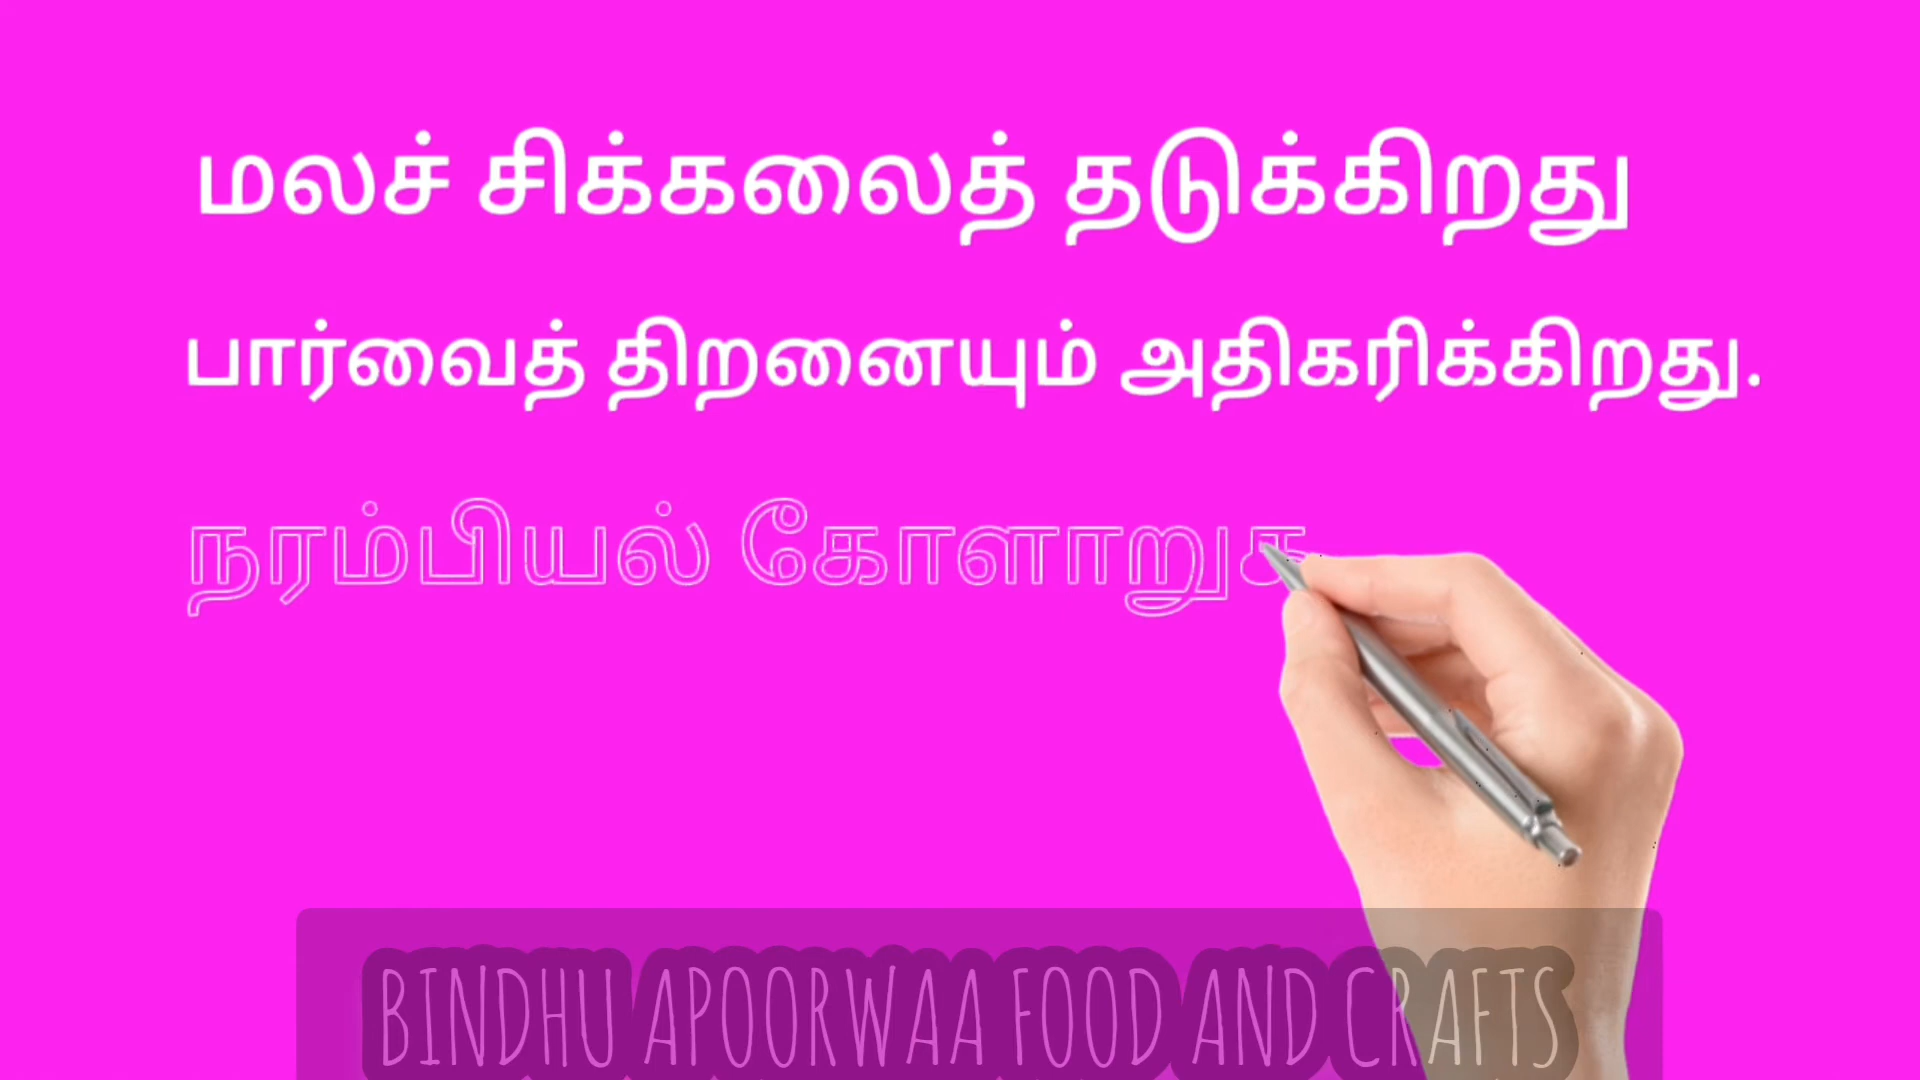 மலச் சிக்கலைத் தடுக்கிறது
பார்வைத் திறனையும் அதிகரிக்கிறது.
நரம்பியல் கோளாறுக
BINDHU APOORWAA FOOD AND CRAFTS